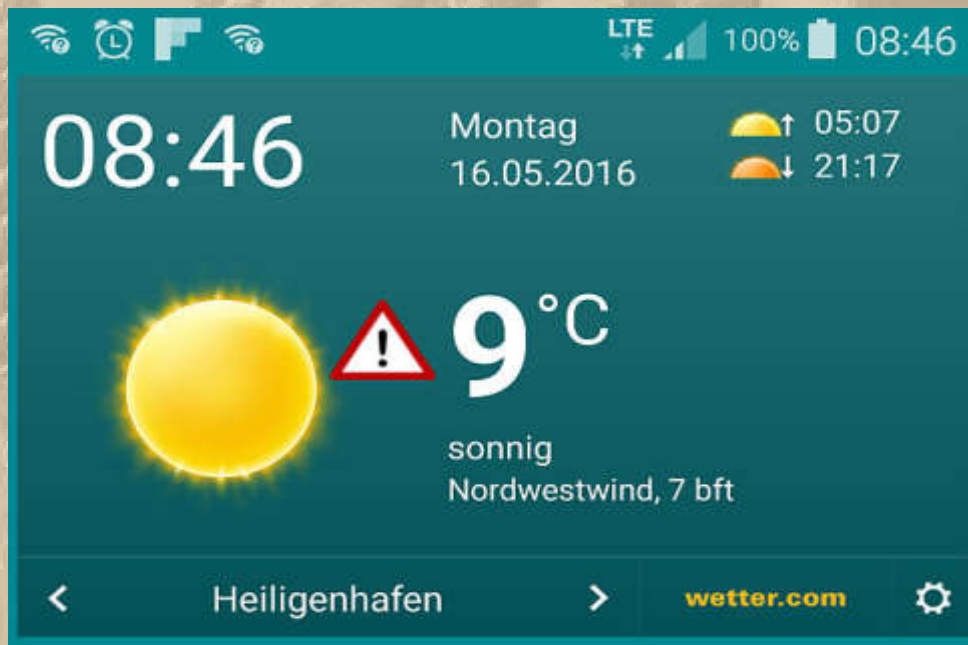 LTE 100% 08:46
08:46
Montag
16.05.2016
05:07
21:17
9 °C
sonnig
Nordwestwind, 7 bft
Heiligenhafen
wetter.com